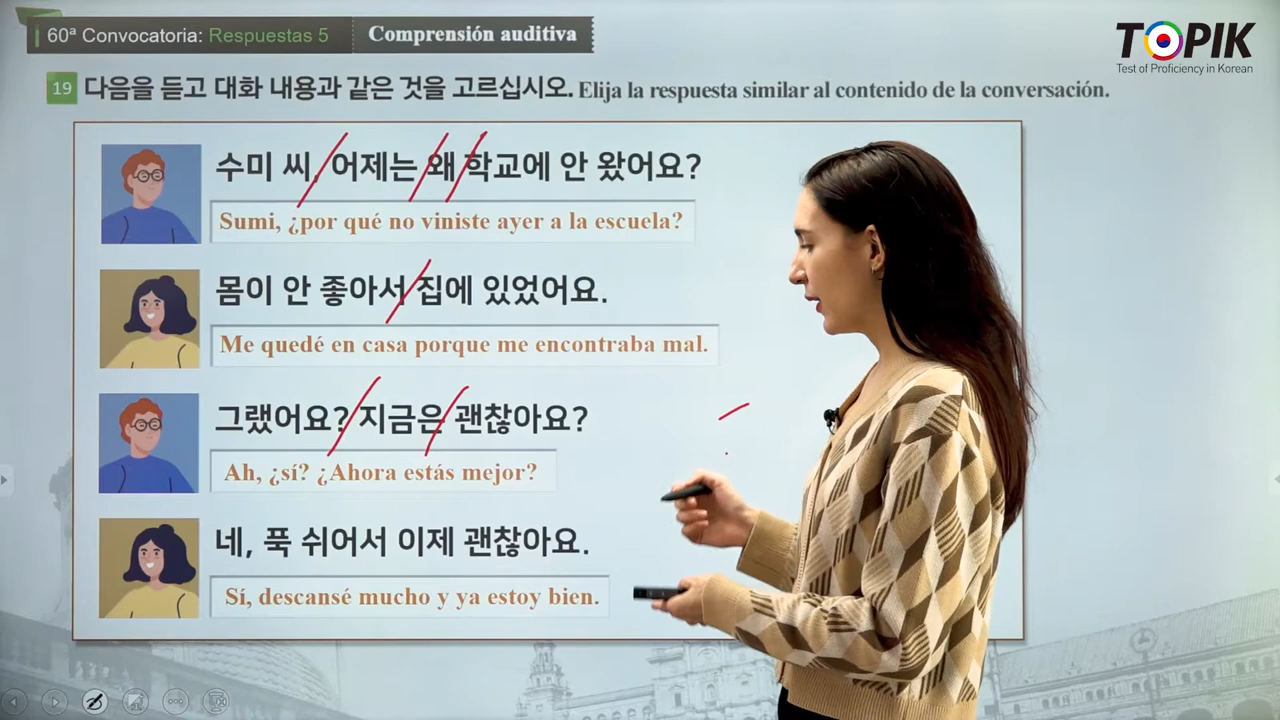 60ª Convocatoria: Respuestas 5
Comprensión auditiva
TOPIK
Test of Proficiency in Korean
19 다음을 듣고 대화 내용과 같은 것을 고르십시오. Elija la respuesta similar al contenido de la conversación.
수미 씨, 어제는 왜 학교에 안 왔어요?
Sumi, ¿por qué no viniste ayer a la escuela?
몸이 안 좋아서 집에 있었어요.
Me quedé en casa porque me encontraba mal.
그랬어요? 지금은 괜찮아요?
Ah, ¿sí? ¿Ahora estás mejor?
네, 푹 쉬어서 이제 괜찮아요.
Sí, descansé mucho y ya estoy bien.